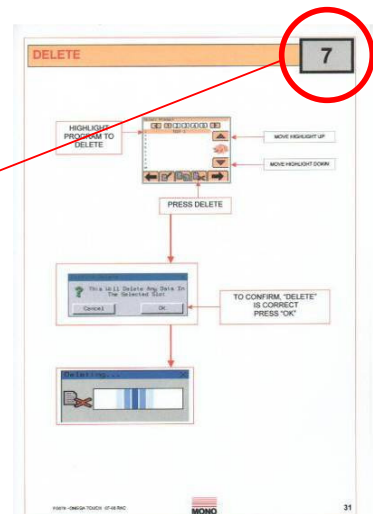 DELETE
7
HIGHLIGHT
PROGRAM TO
DELETE
MOVE HIGHLIGHT UP
MOVE HIGHLIGHT DOWN
PRESS DELETE
This Will Delete Any Data In
The Selected Slot
Cancel
OK
TO CONFIRM, "DELETE"
IS CORRECT
PRESS "OK"
Deleting...
MONO
31